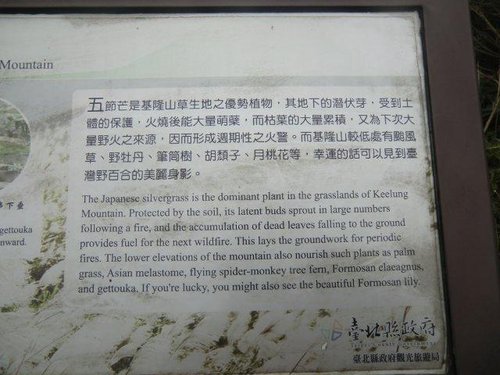 Mountain
五節芒是基隆山草生地之優勢植物，其地下的潛伏芽，受到土
體的保護，火燒後能大量萌蘗，而枯葉的大量累積，又為下次大
量野火之來源，因而形成週期性之火警。而基隆山較低處有颱風
草、野牡丹、筆筒樹、胡頹子、月桃花等，幸運的話可以見到臺
灣野百合的美麗身影。
The Japanese silvergrass is the dominant plant in the grasslands of Keelung
Mountain. Protected by the soil, its latent buds sprout in large numbers
following a fire, and the accumulation of dead leaves falling to the ground
provides fuel for the next wildfire. This lays the groundwork for periodic
fires. The lower elevations of the mountain also nourish such plants as palm
grass, Asian melastome, flying spider-monkey tree fern, Formosan elaeagnus,
and gettouka. If you're lucky, you might also see the beautiful Formosan lily.
下垂
gettouka
nward.
臺北縣政府
臺北縣政府觀光旅遊局